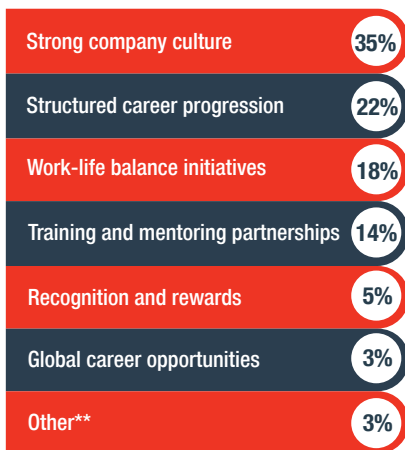 Strong company culture 35%
Structured career progression 22%
Work-life balance initiatives 18%
Training and mentoring partnerships 14%
Recognition and rewards 5%
Global career opportunities 3%
Other** 3%